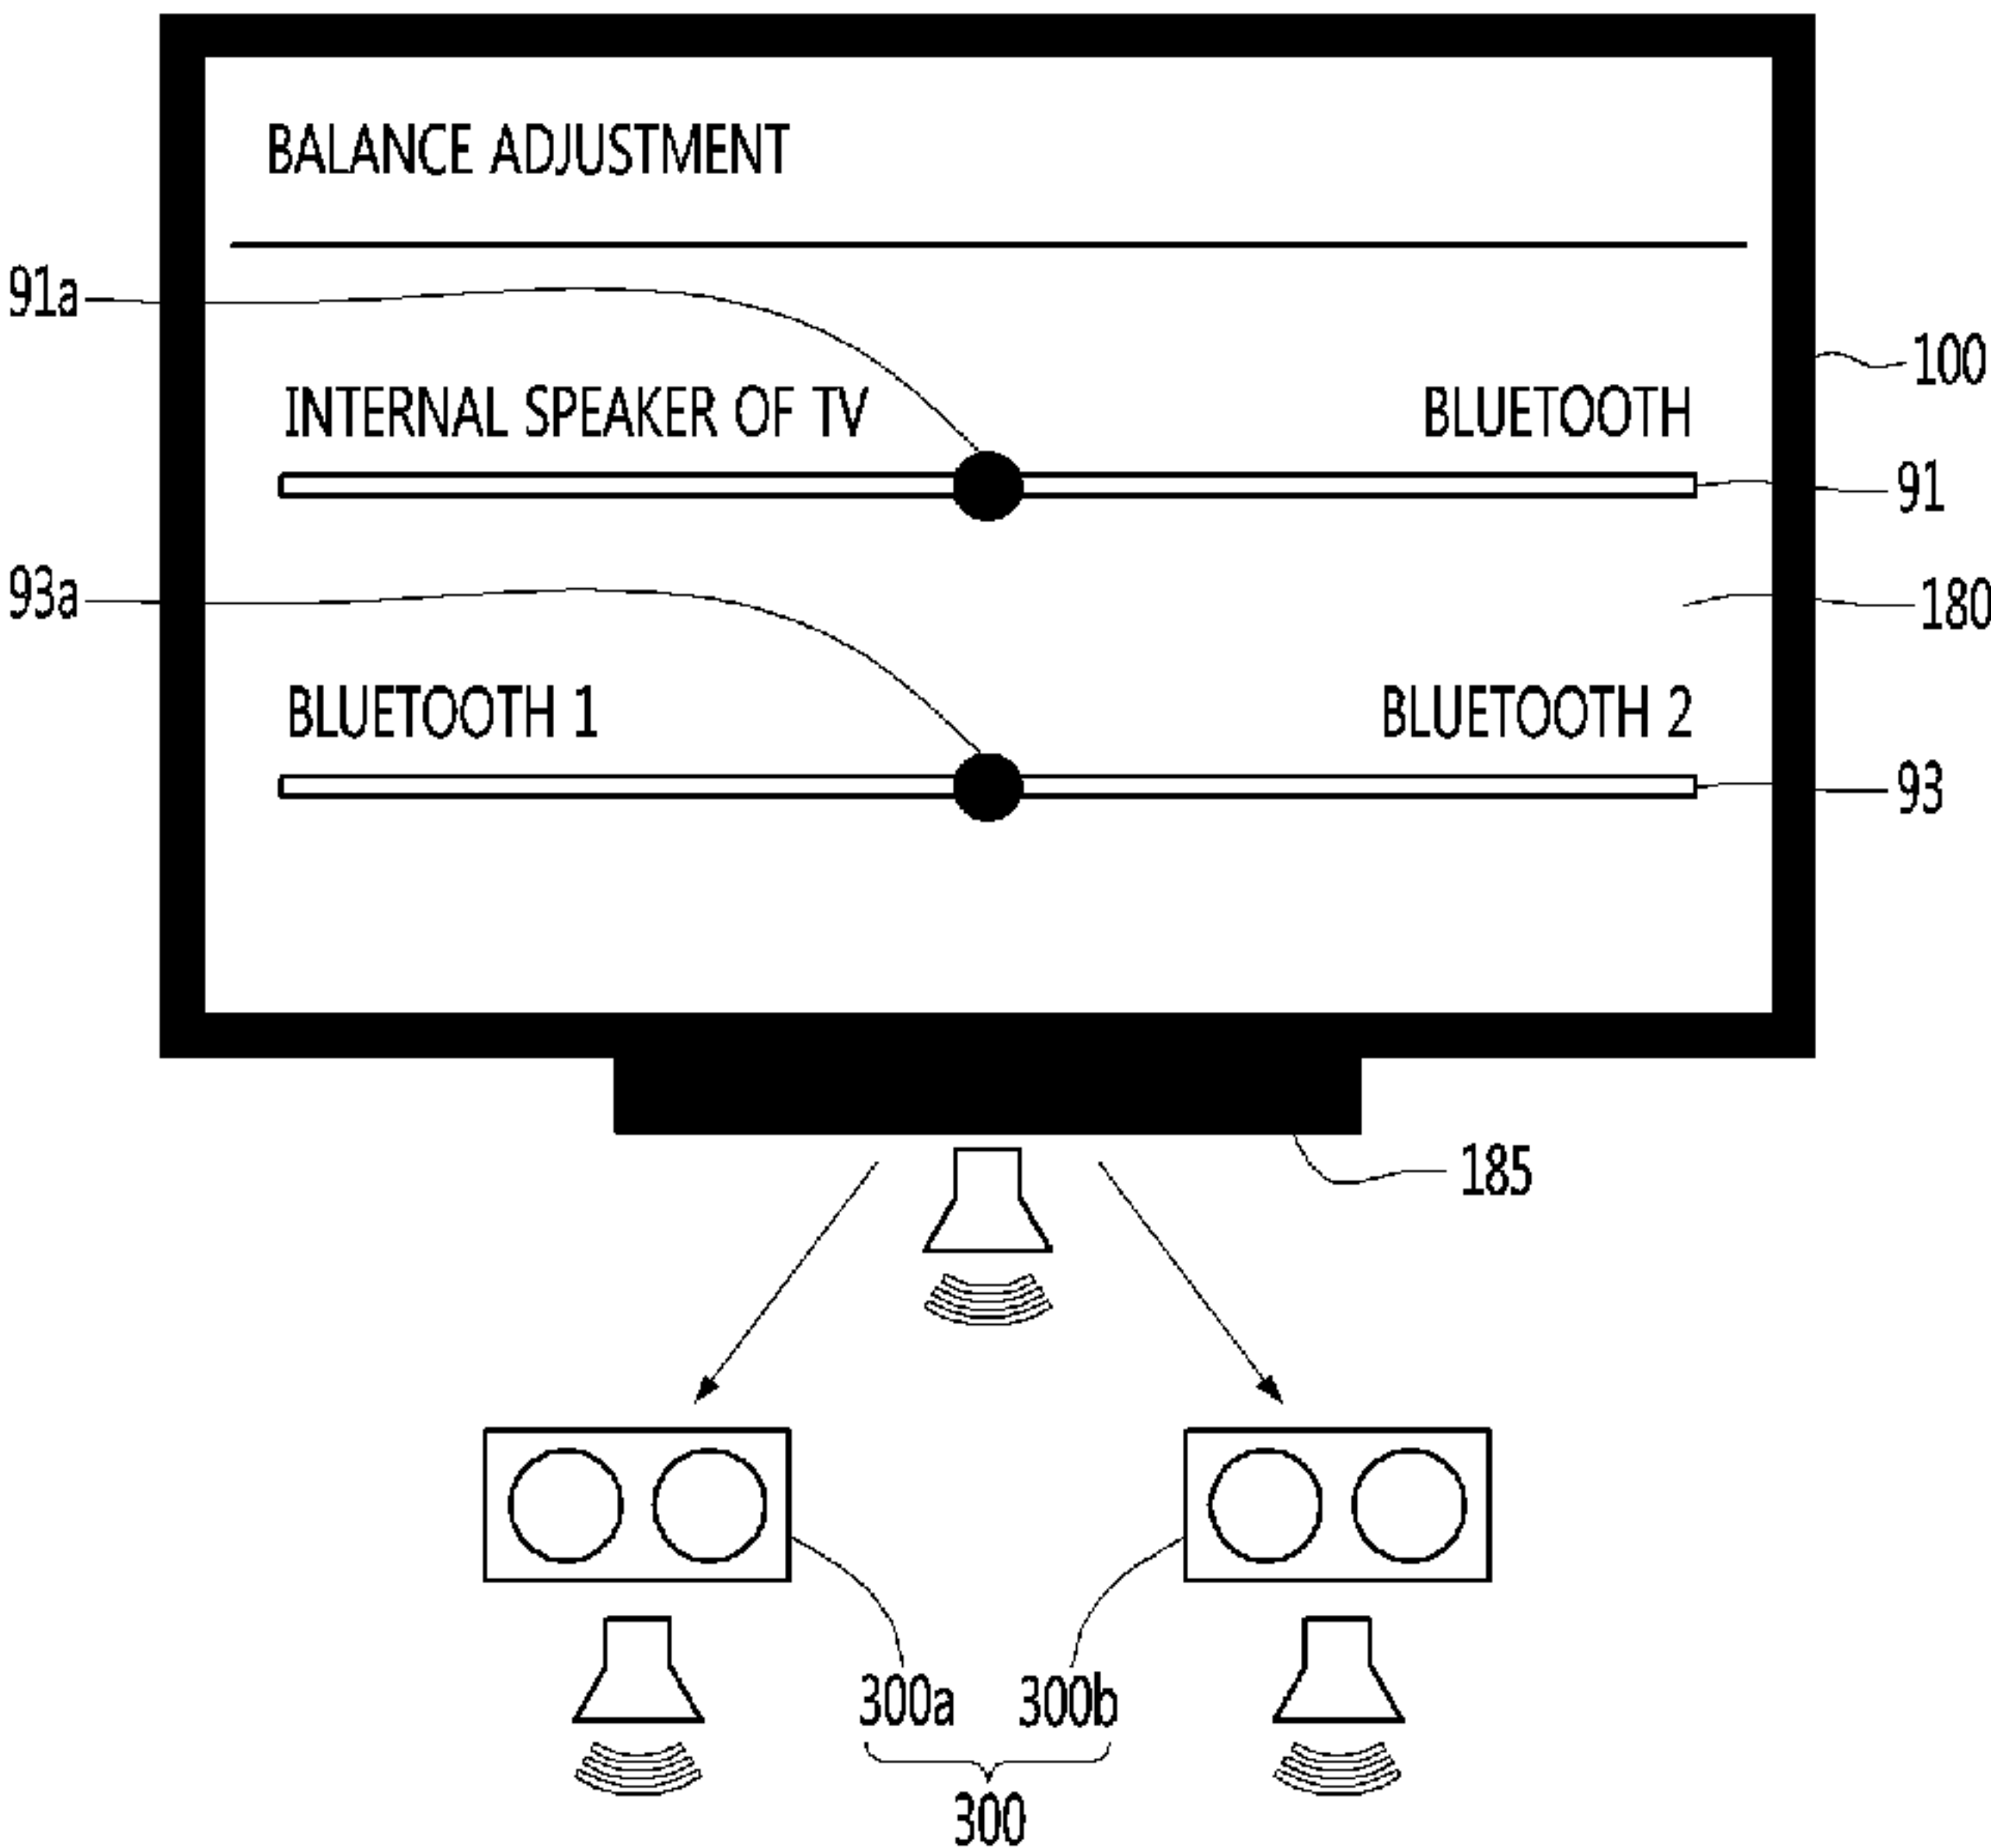 BALANCE ADJUSTMENT
91a
100
INTERNAL SPEAKER OF TV BLUETOOTH
91
93a
180
BLUETOOTH 1 BLUETOOTH 2
93
185
300a 300b
300